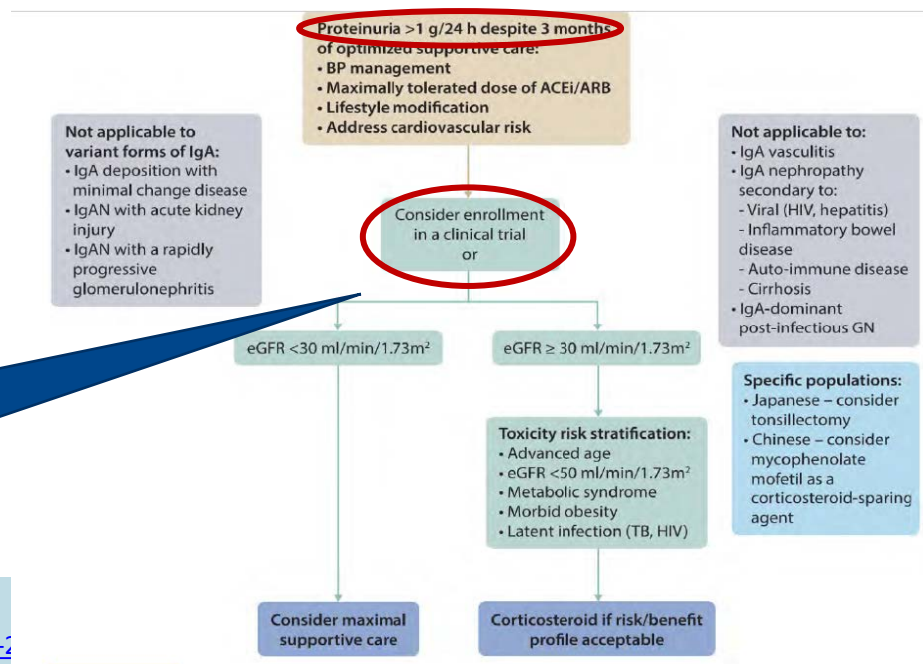 Proteinuria >1 g/24 h despite 3 months
of optimized supportive care:
• BP management
• Maximally tolerated dose of ACEi/ARB
• Lifestyle modification
• Address cardiovascular risk
Not applicable to
variant forms of IgA:
• IgA deposition with
minimal change disease
• IgAN with acute kidney
injury
• IgAN with a rapidly
progressive
glomerulonephritis
Consider enrollment
in a clinical trial
or
Not applicable to:
• IgA vasculitis
• IgA nephropathy
secondary to:
- Viral (HIV, hepatitis)
- Inflammatory bowel
disease
- Auto-immune disease
- Cirrhosis
• IgA-dominant
post-infectious GN
eGFR <30 ml/min/1.73m²
eGFR ≥ 30 ml/min/1.73m²
Specific populations:
• Japanese – consider
tonsillectomy
• Chinese – consider
mycophenolate
mofetil as a
corticosteroid-sparing
agent
Toxicity risk stratification:
• Advanced age
• eGFR <50 ml/min/1.73m²
• Metabolic syndrome
• Morbid obesity
• Latent infection (TB, HIV)
Consider maximal
supportive care
Corticosteroid if risk/benefit
profile acceptable